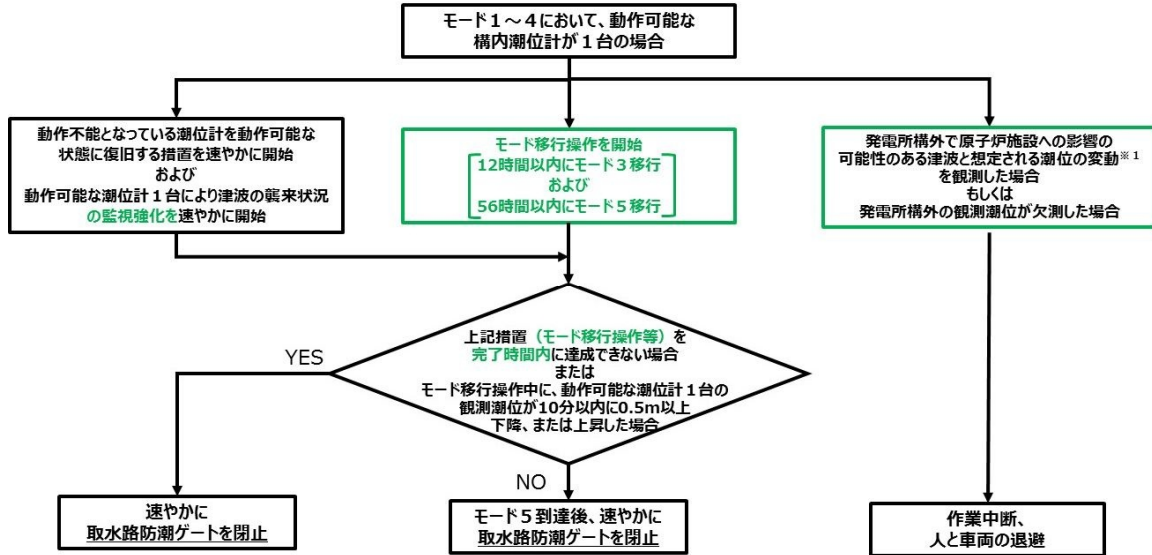 モード１～４において、動作可能な
構内潮位計が１台の場合
動作不能となっている潮位計を動作可能な
状態に復旧する措置を速やかに開始
および
動作可能な潮位計１台により津波の襲来状況
の監視強化を速やかに開始
モード移行操作を開始
12時間以内にモード３移行
および
56時間以内にモード５移行
発電所構外で原子炉施設への影響の
可能性のある津波と想定される潮位の変動※１
を観測した場合
もしくは
発電所構外の観測潮位が欠測した場合
上記措置（モード移行操作等）を
完了時間内に達成できない場合
または
モード移行操作中に、動作可能な潮位計１台の
観測潮位が10分以内に0.5m以上
下降、または上昇した場合
YES
NO
速やかに
取水路防潮ゲートを閉止
モード５到達後、速やかに
取水路防潮ゲートを閉止
作業中断、
人と車両の退避